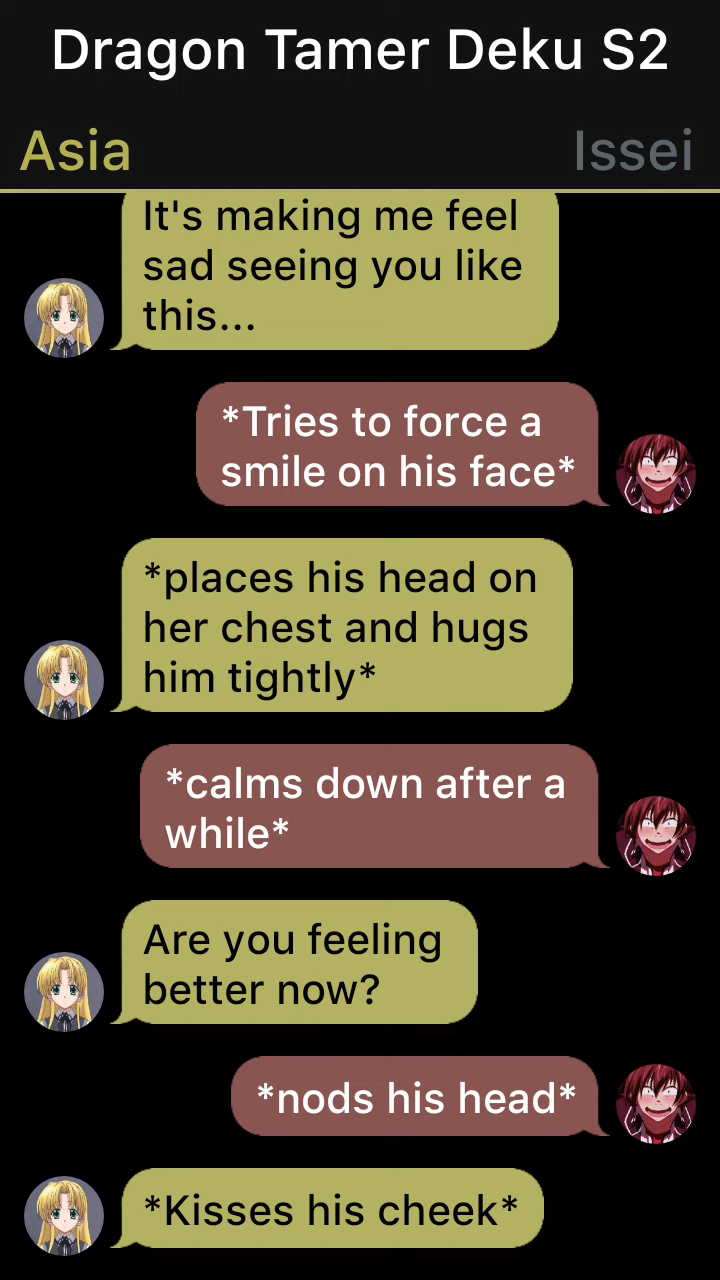 Dragon Tamer Deku S2
Asia
Issei
It's making me feel
sad seeing you like
this...
*Tries to force a
smile on his face*
*places his head on
her chest and hugs
him tightly*
*calms down after a
while*
Are you feeling
better now?
*nods his head*
*Kisses his cheek*